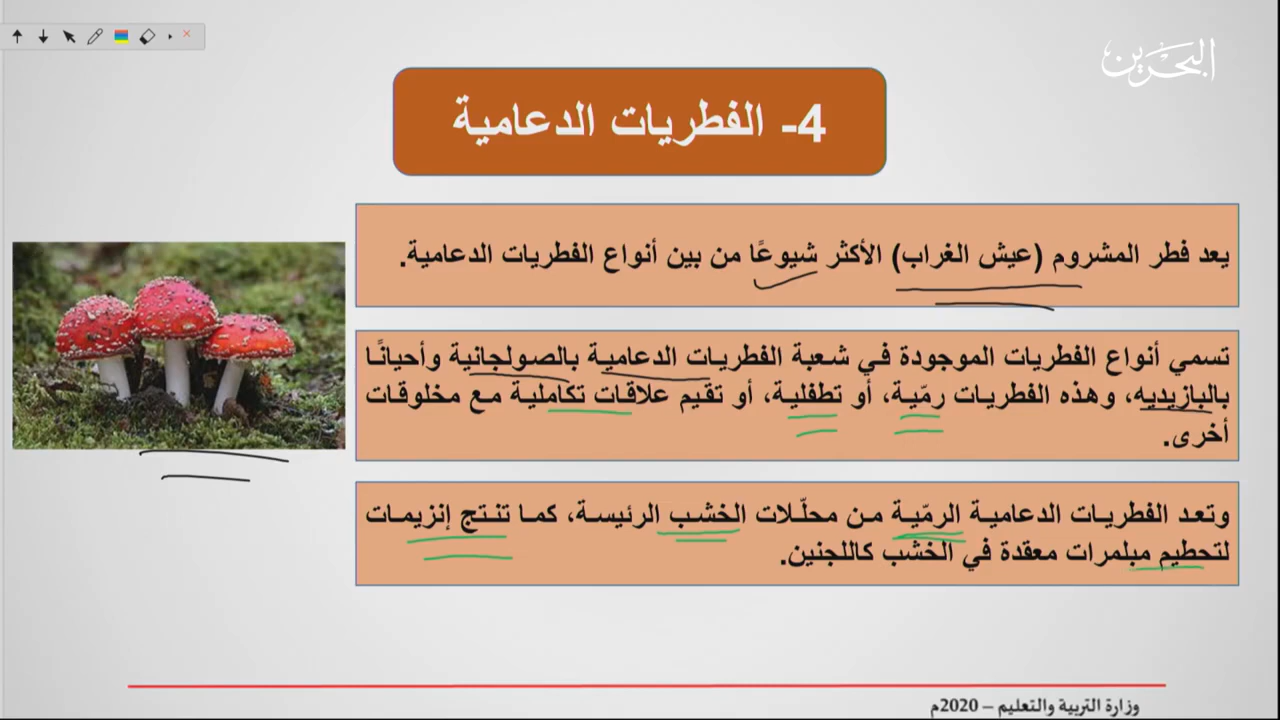 البحرين
4- الفطريات الدعامية
يعد فطر المشروم (عيش الغراب) الأكثر شيوعًا من بين أنواع الفطريات الدعامية.
تسمي أنواع الفطريات الموجودة في شعبة الفطريات الدعامية بالصولجانية وأحيانًا
بالبازيديه، وهذه الفطريات رمّية، أو تطفلية، أو تقيم علاقات تكاملية مع مخلوقات
أخرى.
وتعد الفطريات الدعامية الرمّية من محلّلات الخشب الرئيسة، كما تنتج إنزيمات
لتحطيم مبلمرات معقدة في الخشب كاللجنين.
وزارة التربية والتعليم – 2020م